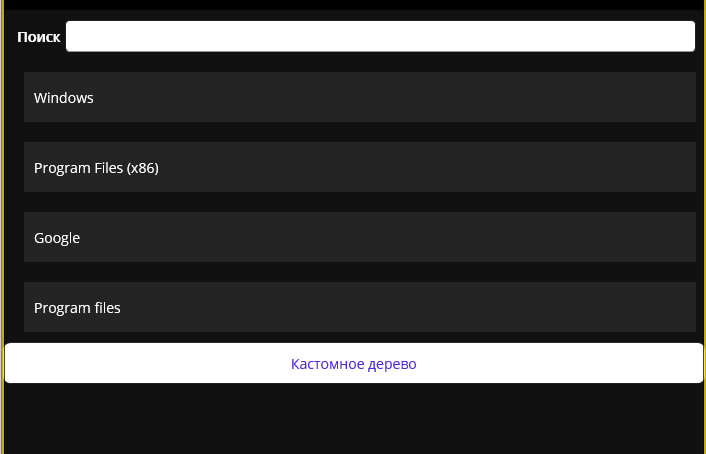 Поиск
Windows
Program Files (x86)
Google
Program files
Кастомное дерево